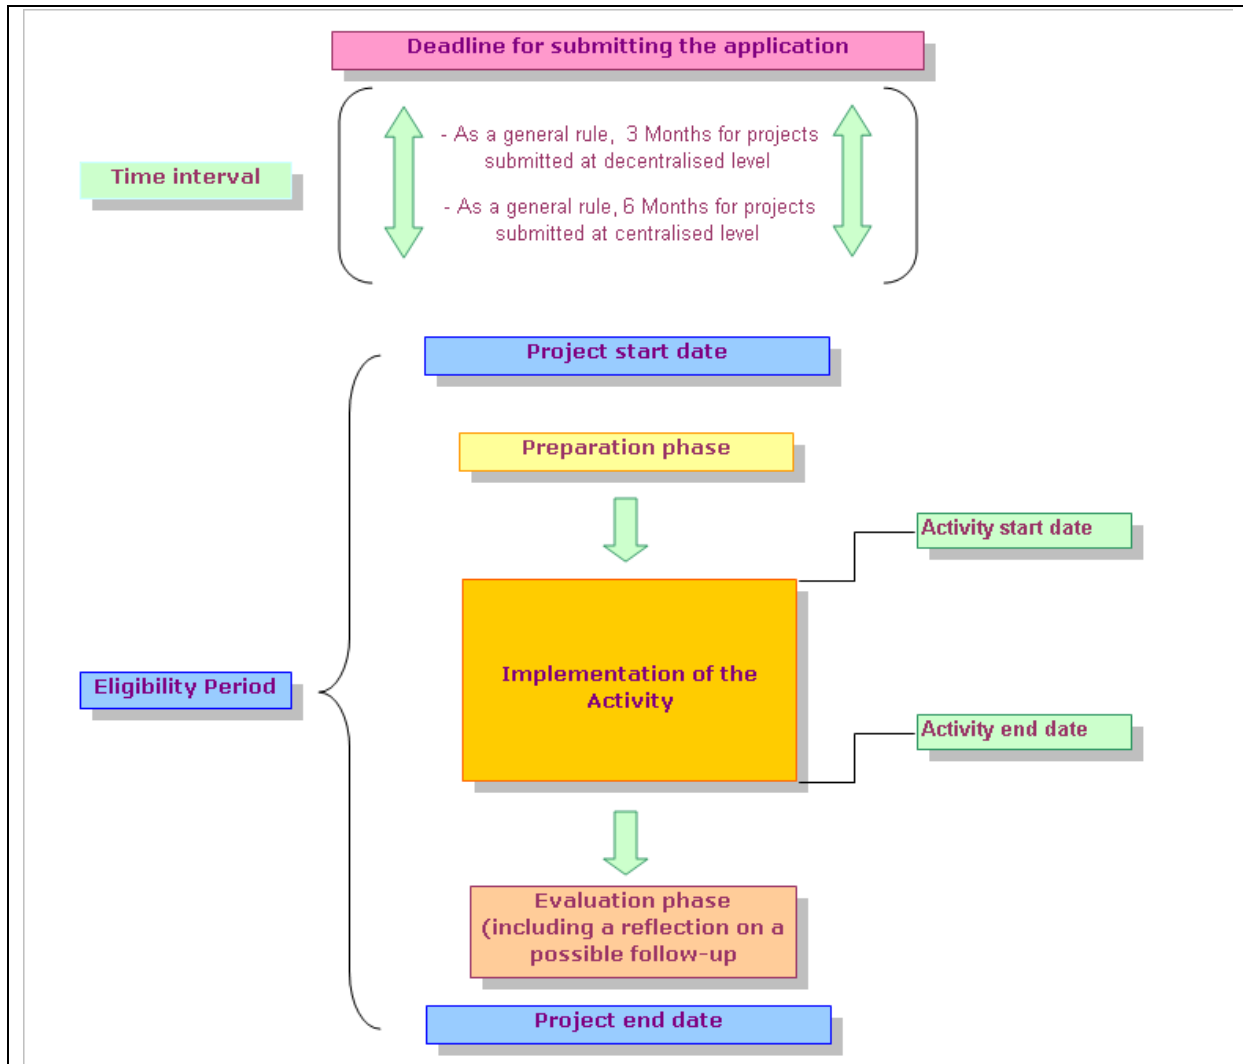 Deadline for submitting the application
- As a general rule, 3 Months for projects
submitted at decentralised level
Time interval
- As a general rule, 6 Months for projects
submitted at centralised level
Project start date
Preparation phase
Activity start date
Implementation of the
Activity
Eligibility Period
Activity end date
Evaluation phase
(including a reflection on a
possible follow-up
Project end date